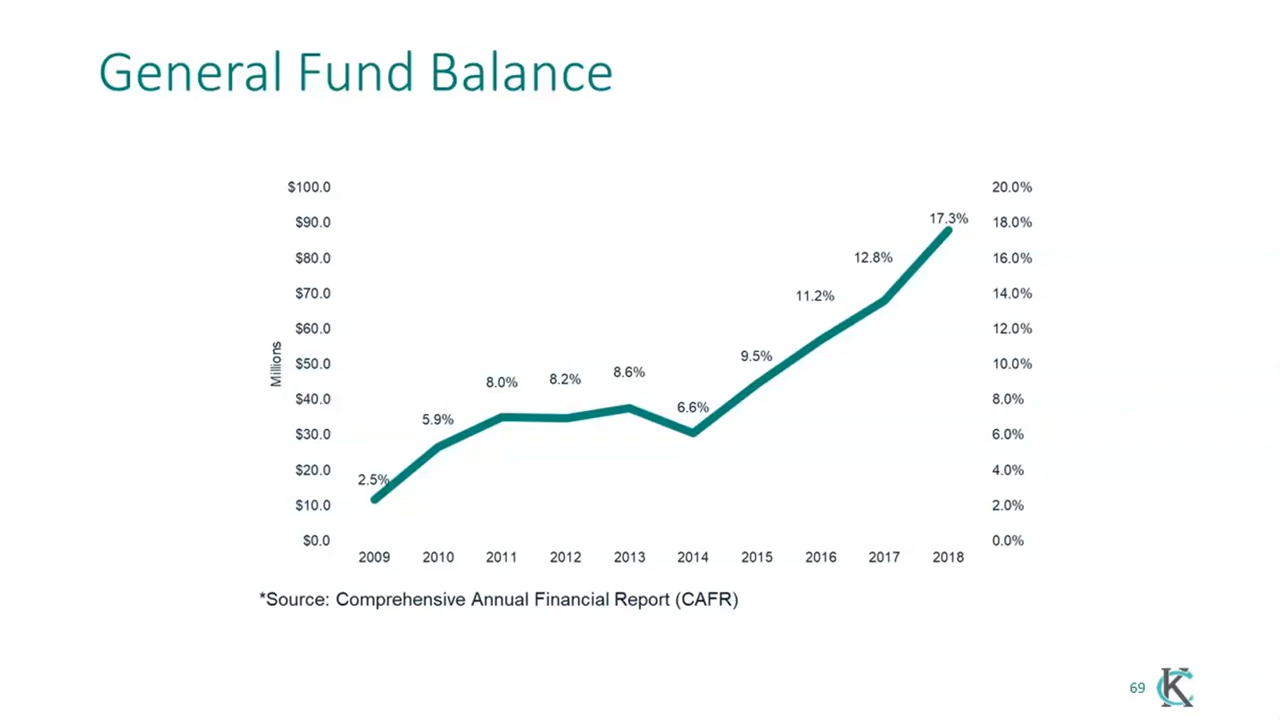 General Fund Balance
$100.0 20.0%
17.3%
$90.0 18.0%
12.8%
$80.0 16.0%
11.2%
$70.0 14.0%
$60.0 12.0%
Millions
9.5%
$50.0 10.0%
8.0% 8.2% 8.6%
$40.0 8.0%
5.9% 6.6%
$30.0 6.0%
2.5%
$20.0 4.0%
$10.0 2.0%
$0.0 0.0%
2009 2010 2011 2012 2013 2014 2015 2016 2017 2018
*Source: Comprehensive Annual Financial Report (CAFR)
69 KC